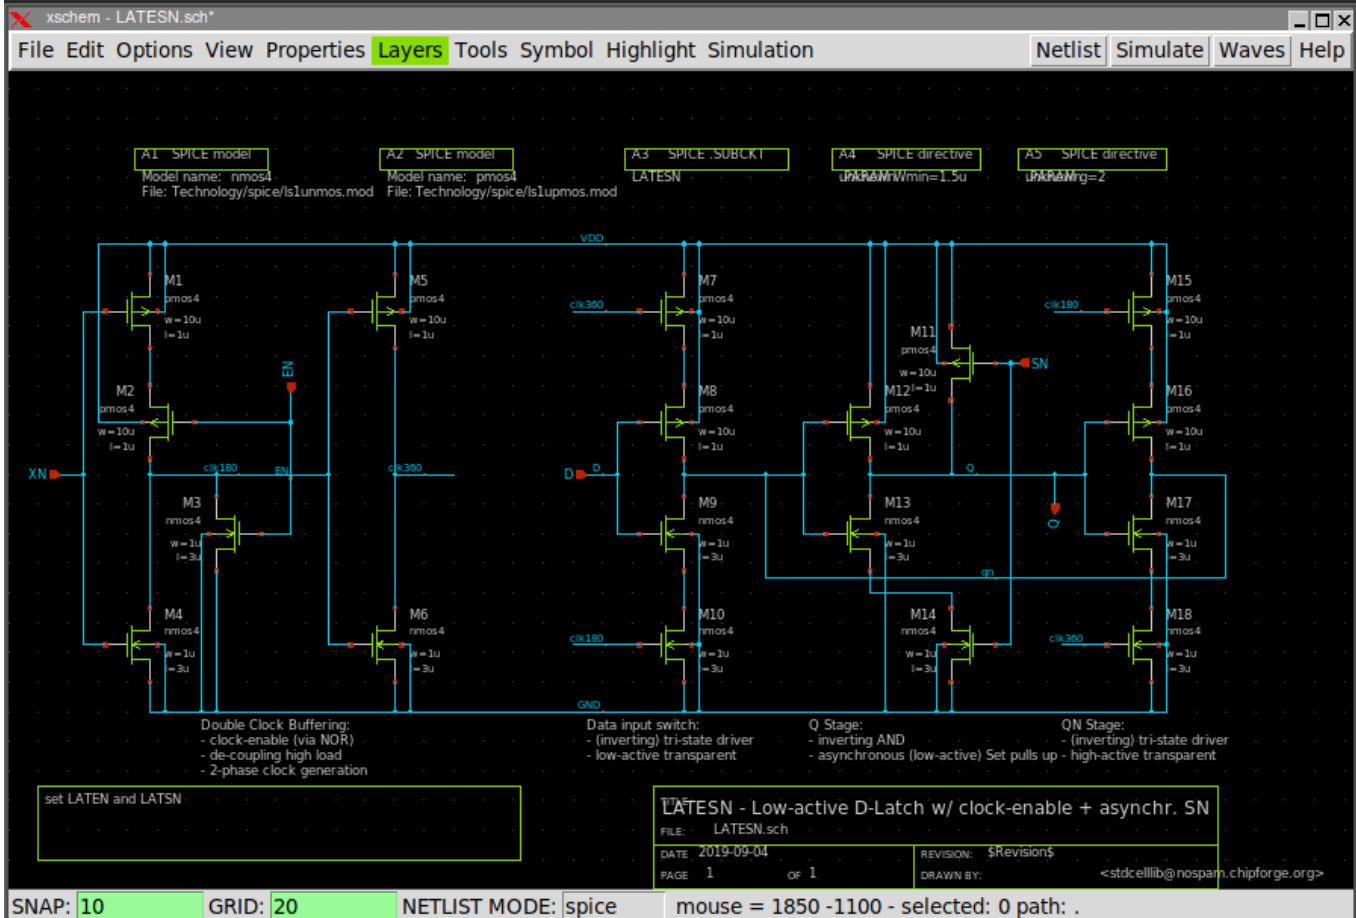 xschem - LATESN.sch*
File Edit Options View Properties Layers Tools Symbol Highlight Simulation Netlist Simulate Waves Help
A1 SPICE model
Model name: nmos4
File: Technology/spice/ls1unmos.mod
A2 SPICE model
Model name: pmos4
File: Technology/spice/ls1upmos.mod
A3 SPICE .SUBCKT
LATESN
A4 SPICE directive
Wmin=1.5u
A5 SPICE directive
g=2
VDD
M1
pmos4
w=10u
l=1u
M5
pmos4
w=10u
l=1u
clk360
M7
pmos4
w=10u
l=1u
M11
pmos4
w=10u
l=1u
SN
clk180
M15
pmos4
w=10u
l=1u
M2
pmos4
w=10u
l=1u
EN
M8
pmos4
w=10u
l=1u
M12
pmos4
w=10u
l=1u
M16
pmos4
w=10u
l=1u
XN
clk180
EN
clk360
D
D
Q
Q
M3
nmos4
w=1u
l=3u
M9
nmos4
w=1u
l=3u
M13
nmos4
w=1u
l=3u
M17
nmos4
w=1u
l=3u
qn
M4
nmos4
w=1u
l=3u
M6
nmos4
w=1u
l=3u
clk180
M10
nmos4
w=1u
l=3u
M14
nmos4
w=1u
l=3u
clk360
M18
nmos4
w=1u
l=3u
GND
Double Clock Buffering:
- clock-enable (via NOR)
- de-coupling high load
- 2-phase clock generation
Data input switch:
- (inverting) tri-state driver
- low-active transparent
Q Stage:
- inverting AND
- asynchronous (low-active) Set pulls up
QN Stage:
- (inverting) tri-state driver
- high-active transparent
set LATEN and LATSN
TITLE
LATESN - Low-active D-Latch w/ clock-enable + asynchr. SN
FILE: LATESN.sch
DATE 2019-09-04
REVISION: $Revision$
PAGE 1 OF 1
DRAWN BY: <stdcelllib@nospam.chipforge.org>
SNAP: 10 GRID: 20 NETLIST MODE: spice mouse = 1850 -1100 - selected: 0 path: .